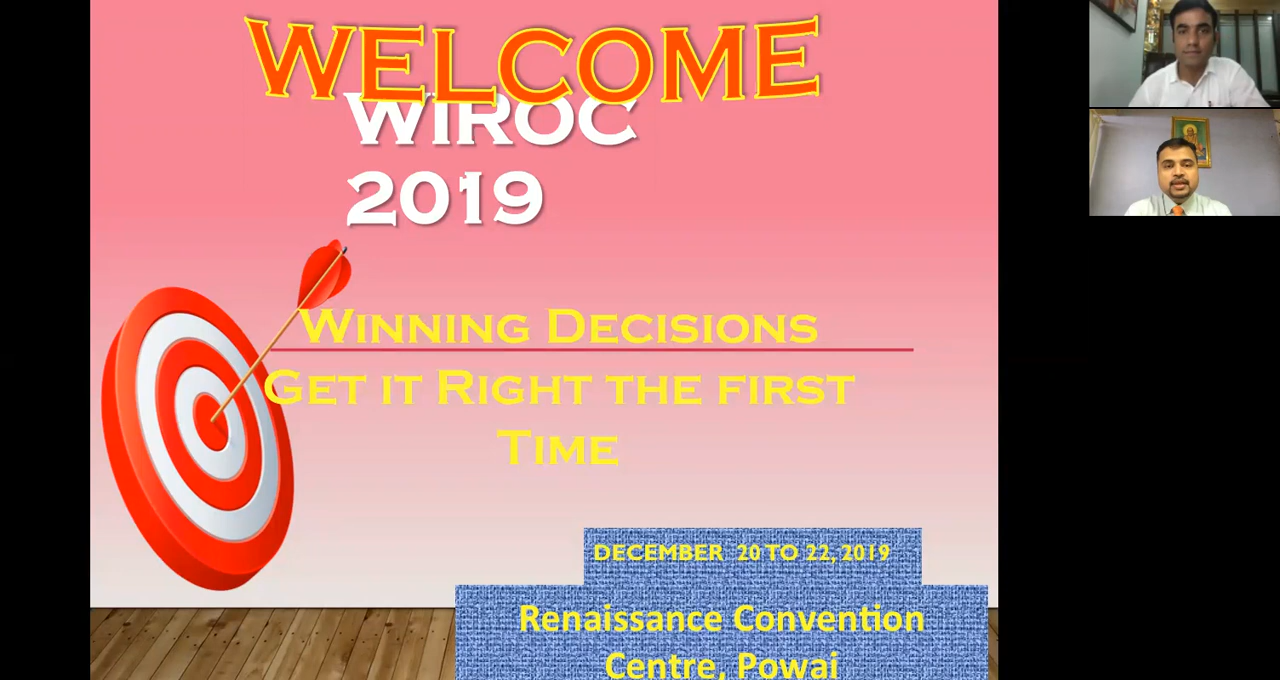 WELCOME
WIROC
2019
WINNING DECISIONS
GET IT RIGHT THE FIRST
TIME
DECEMBER 20 TO 22, 2019
Renaissance Convention
Centre, Powai